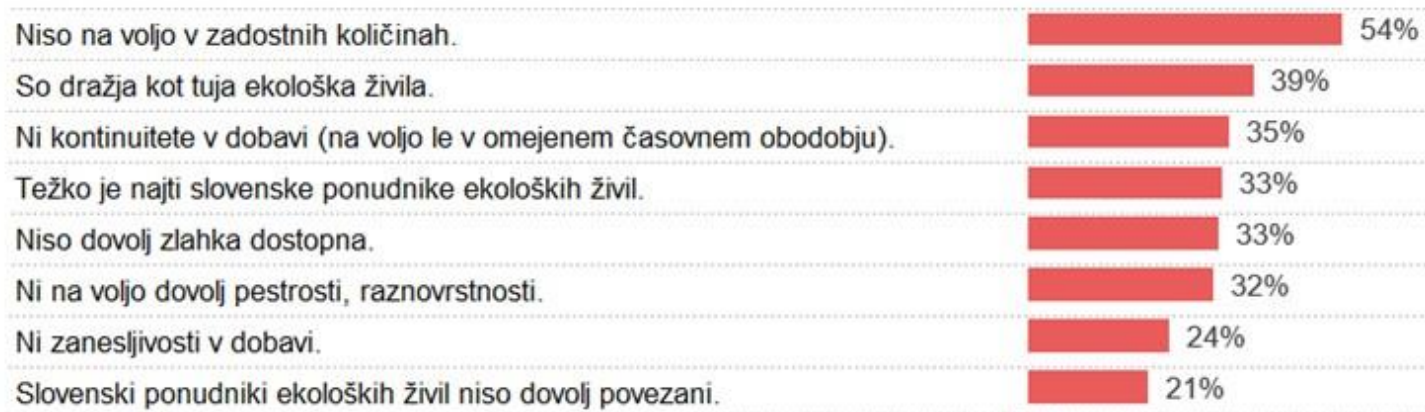 Niso na voljo v zadostnih količinah. 54%
So dražja kot tuja ekološka živila. 39%
Ni kontinuitete v dobavi (na voljo le v omejenem časovnem obodobju). 35%
Težko je najti slovenske ponudnike ekoloških živil. 33%
Niso dovolj zlahka dostopna. 33%
Ni na voljo dovolj pestrosti, raznovrstnosti. 32%
Ni zanesljivosti v dobavi. 24%
Slovenski ponudniki ekoloških živil niso dovolj povezani. 21%